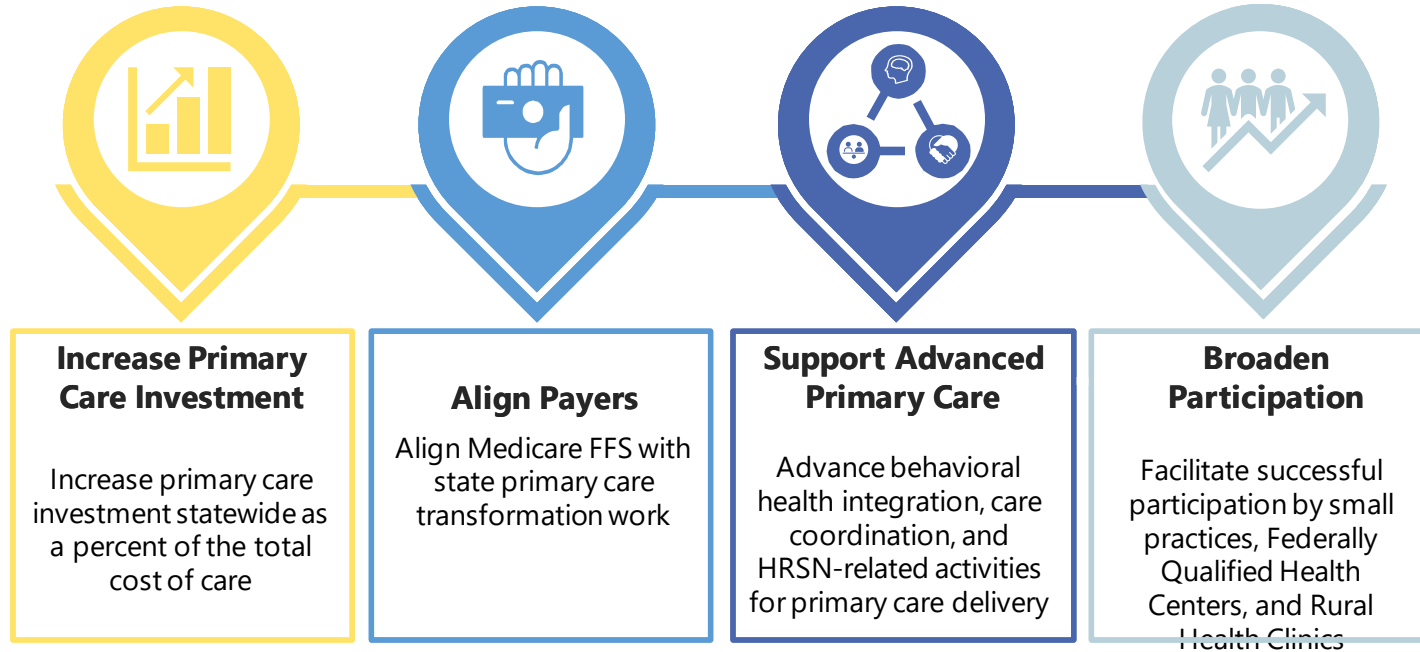 Increase Primary
Care Investment
Increase primary care
investment statewide as
a percent of the total
cost of care
Align Payers
Align Medicare FFS with
state primary care
transformation work
Support Advanced
Primary Care
Advance behavioral
health integration, care
coordination, and
HRSN-related activities
for primary care delivery
Broaden
Participation
Facilitate successful
participation by small
practices, Federally
Qualified Health
Centers, and Rural
Health Clinics